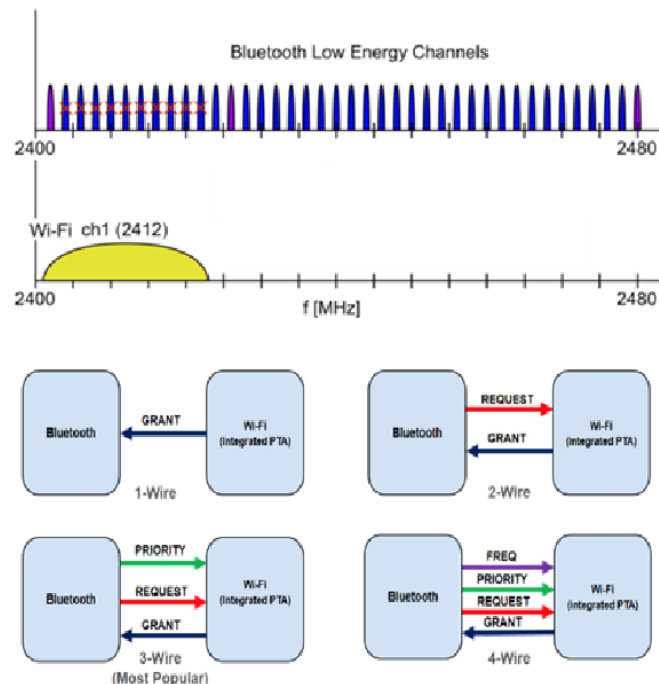 Bluetooth Low Energy Channels
2400
2480
Wi-Fi ch1 (2412)
2400
2480
f [MHz]
Bluetooth
GRANT
Wi-Fi
(Integrated PTA)
1-Wire
Bluetooth
REQUEST
GRANT
Wi-Fi
(Integrated PTA)
2-Wire
Bluetooth
PRIORITY
REQUEST
GRANT
Wi-Fi
(Integrated PTA)
3-Wire
(Most Popular)
Bluetooth
FREQ
PRIORITY
REQUEST
GRANT
Wi-Fi
(Integrated PTA)
4-Wire